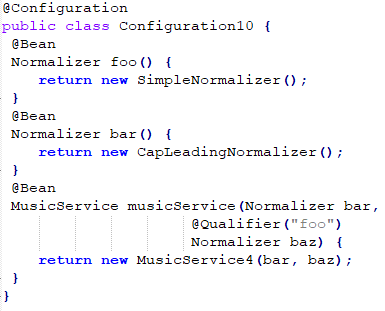 @Configuration
public class Configuration10 {
@Bean
Normalizer foo() {
return new SimpleNormalizer();
}
@Bean
Normalizer bar() {
return new CapLeadingNormalizer();
}
@Bean
MusicService musicService(Normalizer bar,
@Qualifier("foo")
Normalizer baz) {
return new MusicService4(bar, baz);
}
}